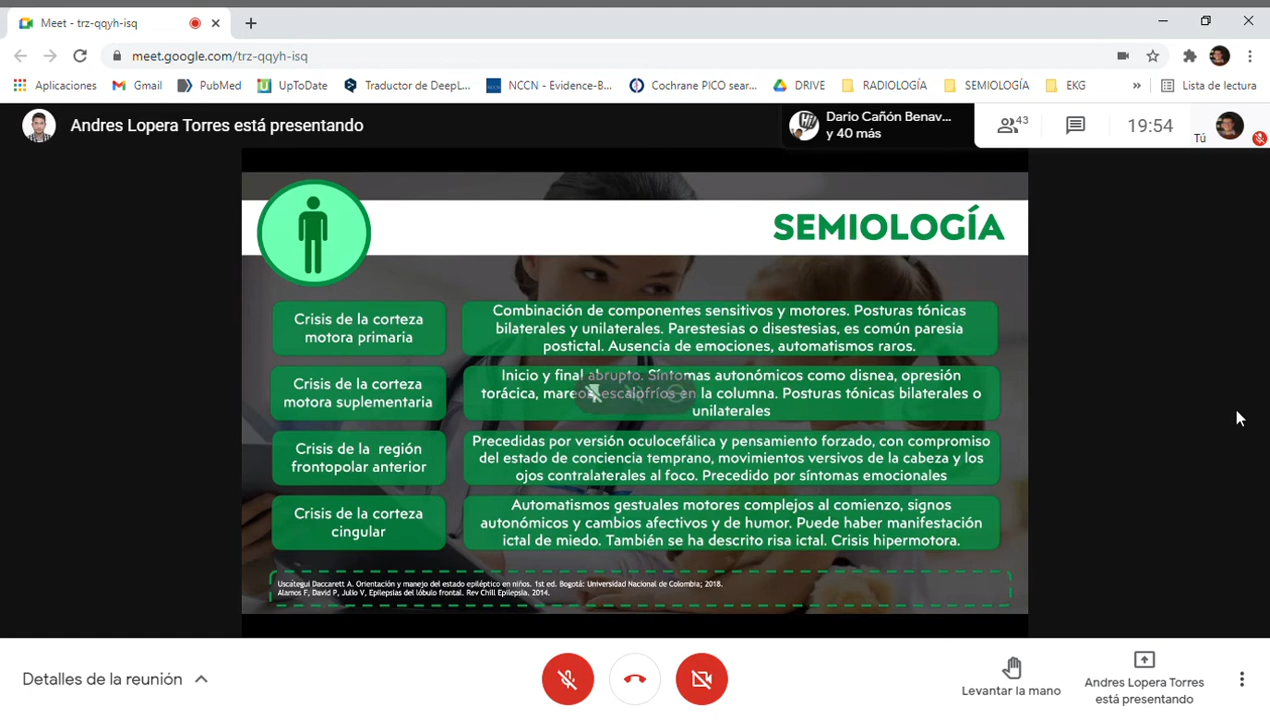 Meet - trz-qqyh-isq
meet.google.com/trz-qqyh-isq
Aplicaciones Gmail PubMed UpToDate Traductor de DeepL... NCCN - Evidence-B... Cochrane PICO sear... DRIVE RADIOLOGÍA SEMIOLOGÍA EKG » Lista de lectura
Andres Lopera Torres está presentando
Dario Cañón Benav...
y 40 más
43
19:54
Tú
SEMIOLOGÍA
Crisis de la corteza
motora primaria
Combinación de componentes sensitivos y motores. Posturas tónicas
bilaterales y unilaterales. Parestesias o disestesias, es común paresia
postictal. Ausencia de emociones, automatismos raros.
Crisis de la corteza
motora suplementaria
Inicio y final abrupto. Síntomas autonómicos como disnea, opresión
torácica, mareos, escalofríos en la columna. Posturas tónicas bilaterales o
unilaterales
Crisis de la región
frontopolar anterior
Precedidas por versión oculocefálica y pensamiento forzado, con compromiso
del estado de conciencia temprano, movimientos versivos de la cabeza y los
ojos contralaterales al foco. Precedido por síntomas emocionales
Crisis de la corteza
cingular
Automatismos gestuales motores complejos al comienzo, signos
autonómicos y cambios afectivos y de humor. Puede haber manifestación
ictal de miedo. También se ha descrito risa ictal. Crisis hipermotora.
Uscátegui Daccarett A. Orientación y manejo del estado epiléptico en niños. 1st ed. Bogotá: Universidad Nacional de Colombia; 2018.
Alamos F, David P, Julio V, Epilepsias del lóbulo frontal. Rev Chill Epilepsia. 2014.
Detalles de la reunión
Levantar la mano
Andres Lopera Torres
está presentando